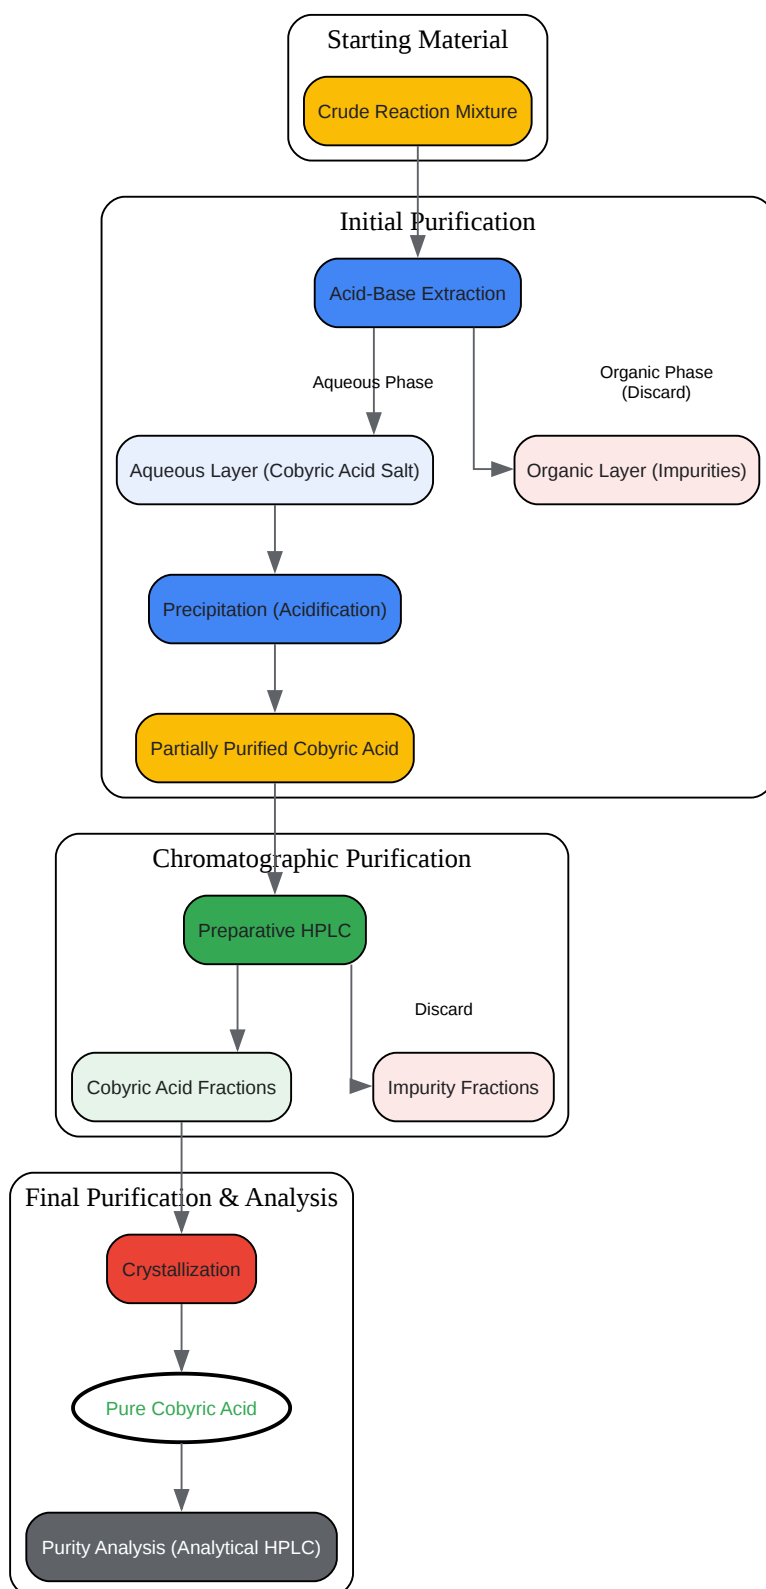 Starting Material
Crude Reaction Mixture
Initial Purification
Acid-Base Extraction
Aqueous Phase
Organic Phase
(Discard)
Aqueous Layer (Cobyric Acid Salt)
Organic Layer (Impurities)
Precipitation (Acidification)
Partially Purified Cobyric Acid
Chromatographic Purification
Preparative HPLC
Discard
Cobyric Acid Fractions
Impurity Fractions
Final Purification & Analysis
Crystallization
Pure Cobyric Acid
Purity Analysis (Analytical HPLC)